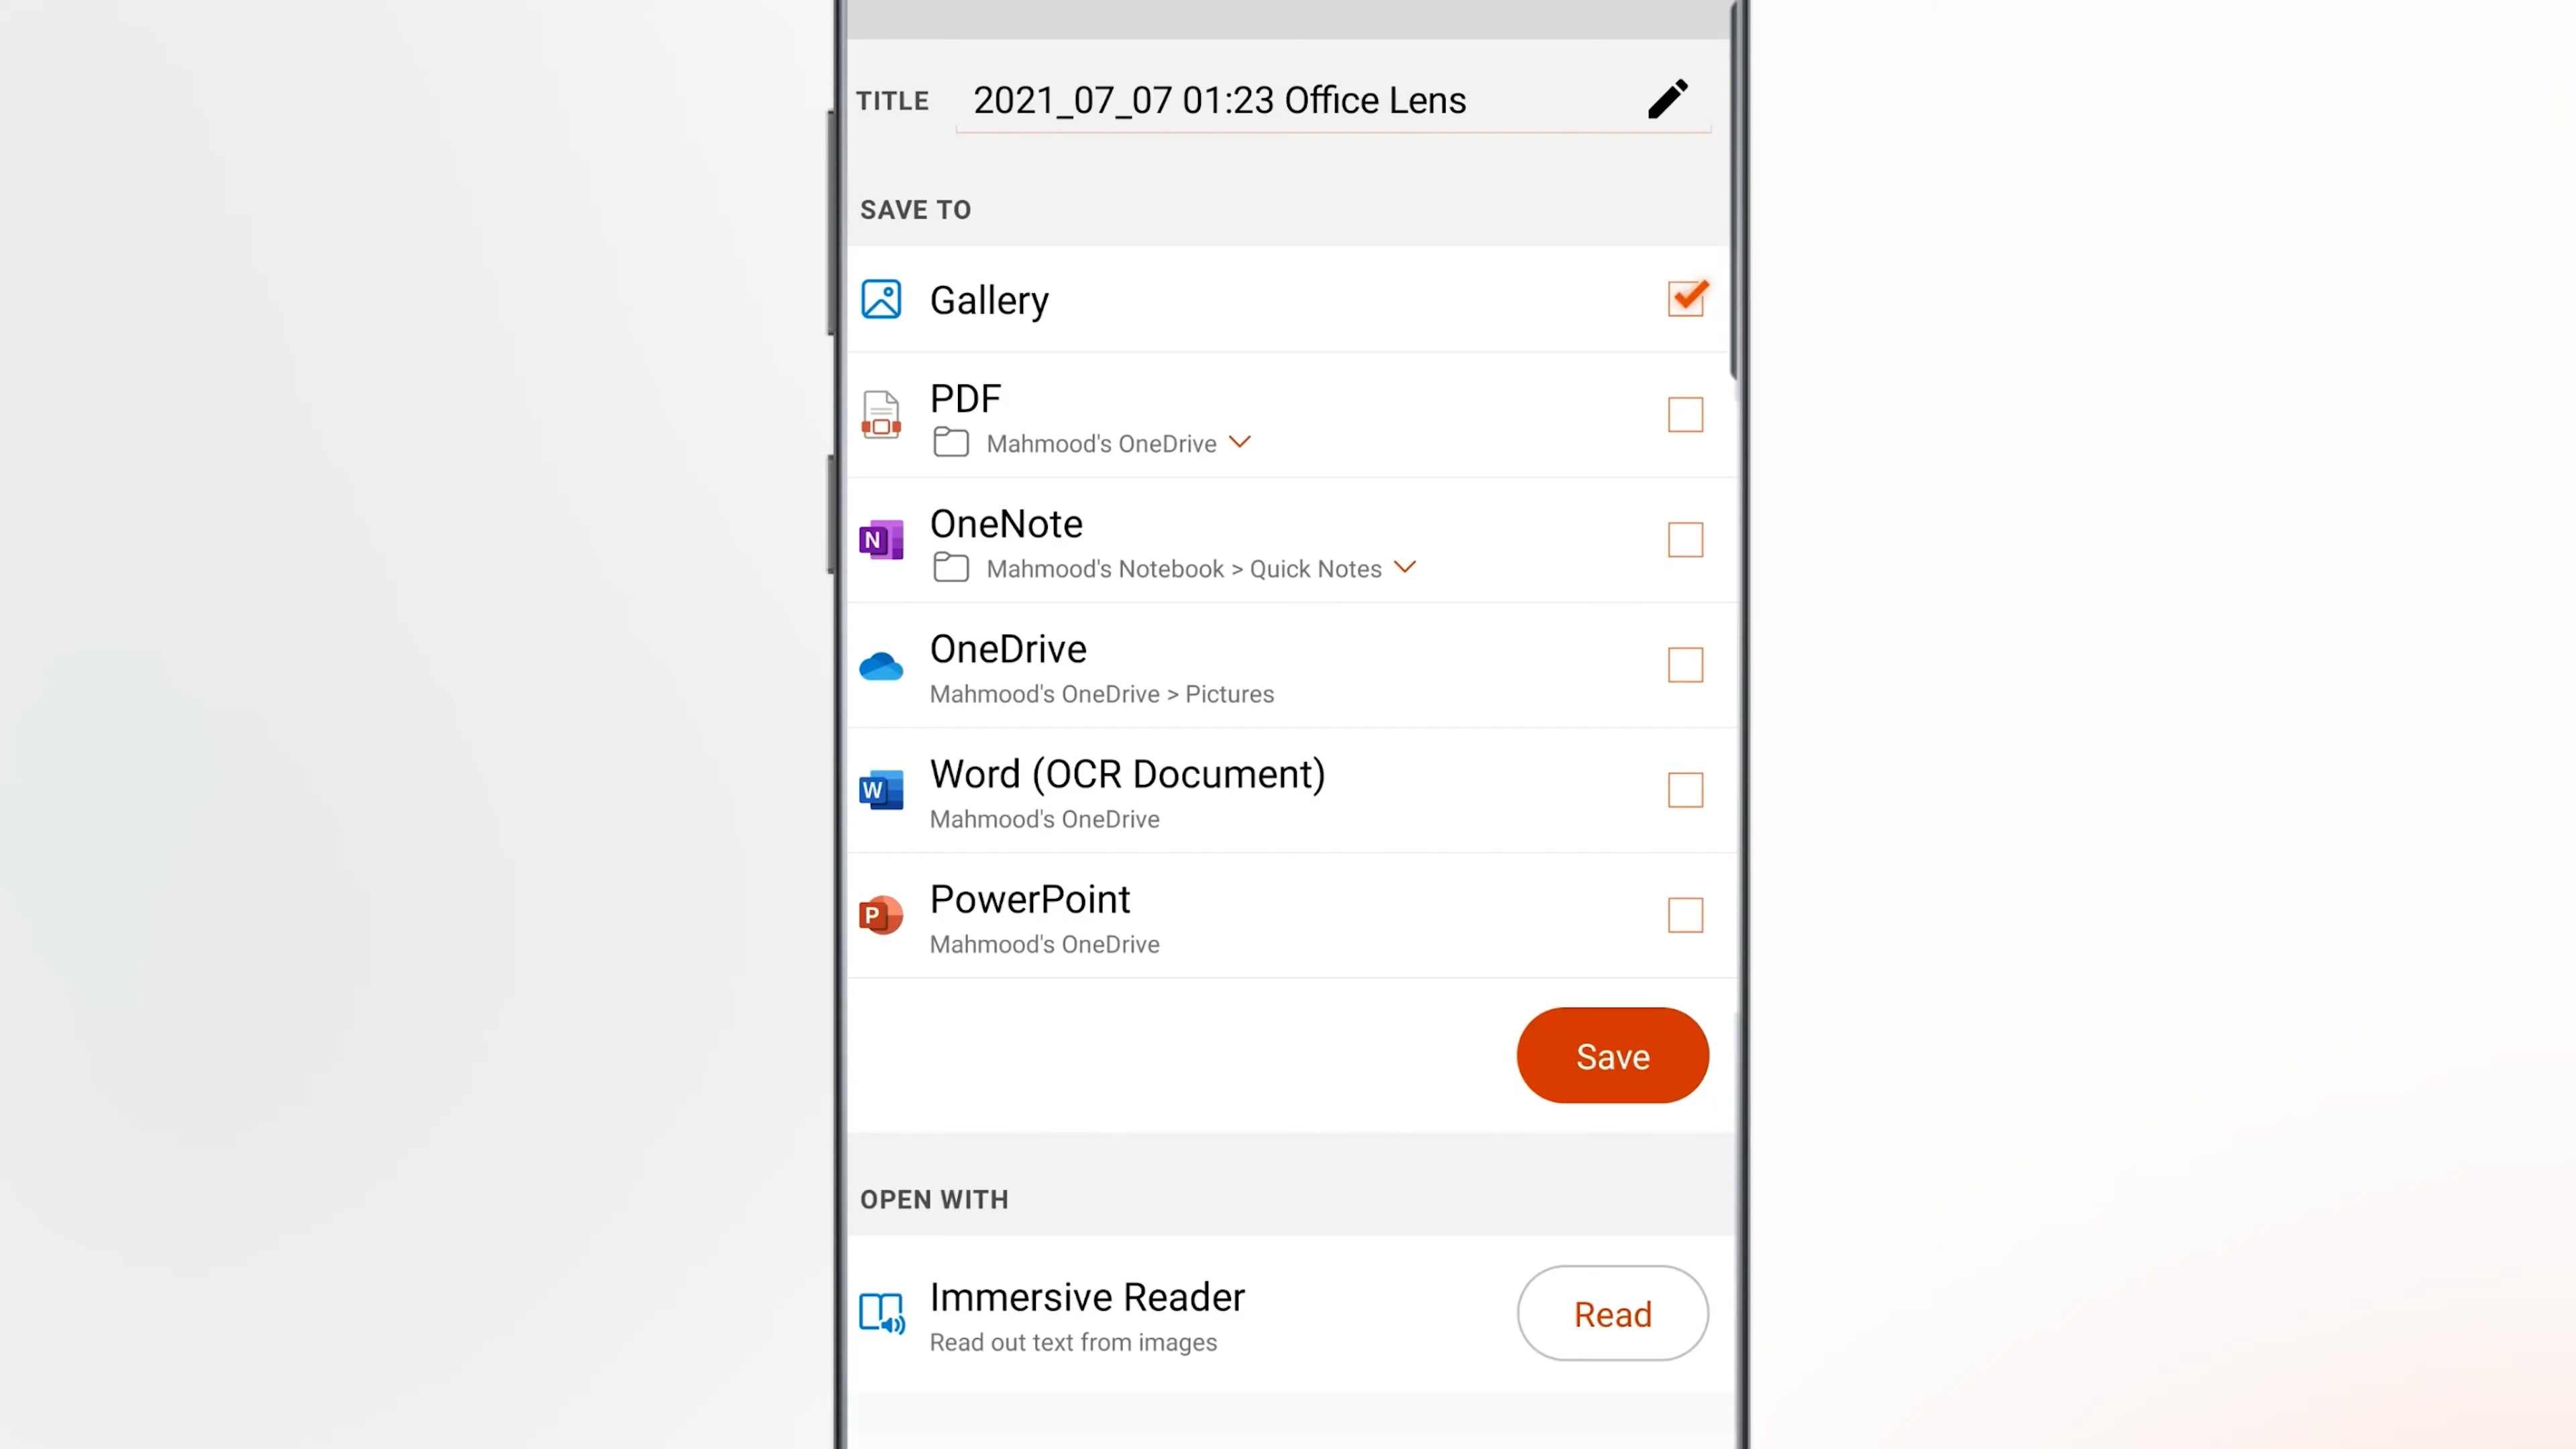 TITLE 2021_07_07 01:23 Office Lens
SAVE TO
Gallery
PDF
Mahmood's OneDrive
N
OneNote
Mahmood's Notebook > Quick Notes
OneDrive
Mahmood's OneDrive > Pictures
W
Word (OCR Document)
Mahmood's OneDrive
P
PowerPoint
Mahmood's OneDrive
Save
OPEN WITH
Immersive Reader
Read out text from images
Read